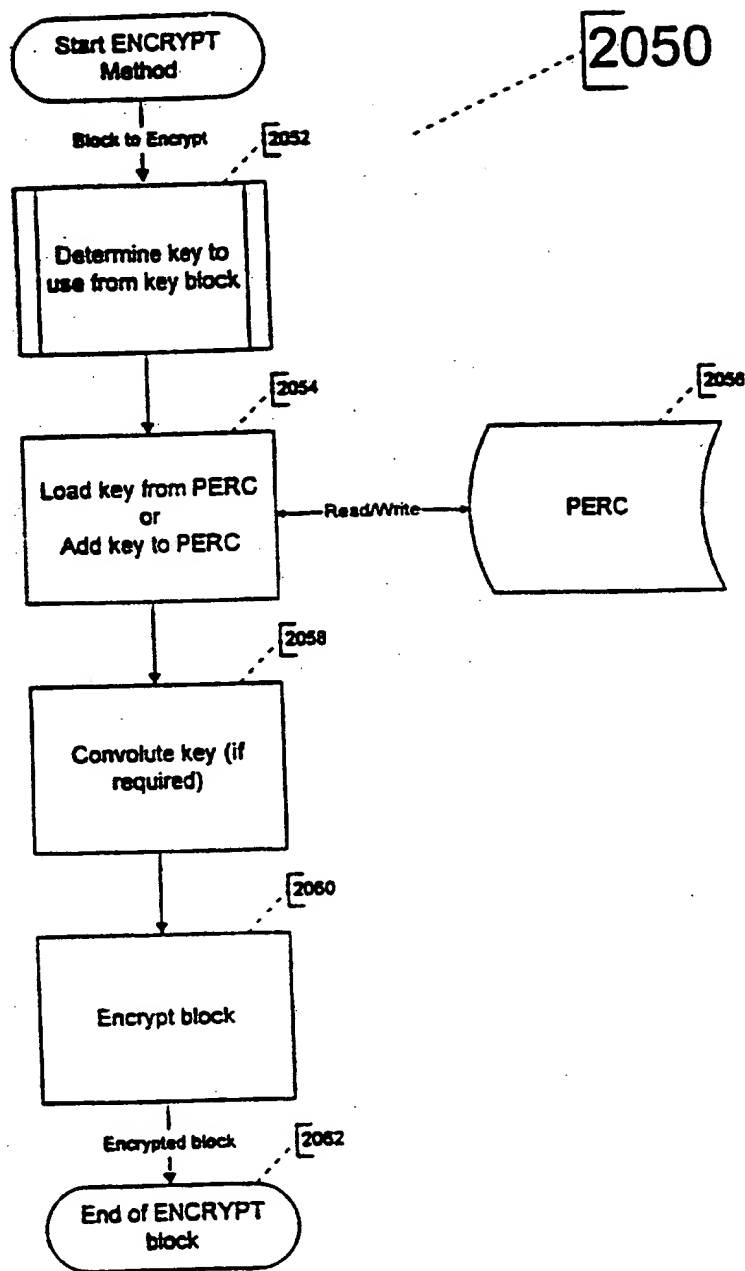 Start ENCRYPT
Method
2050
Block to Encrypt
2052
Determine key to
use from key block
2054
2056
Load key from PERC
or
Add key to PERC
Read/Write
PERC
2058
Convolute key (if
required)
2060
Encrypt block
Encrypted block
2062
End of ENCRYPT
block